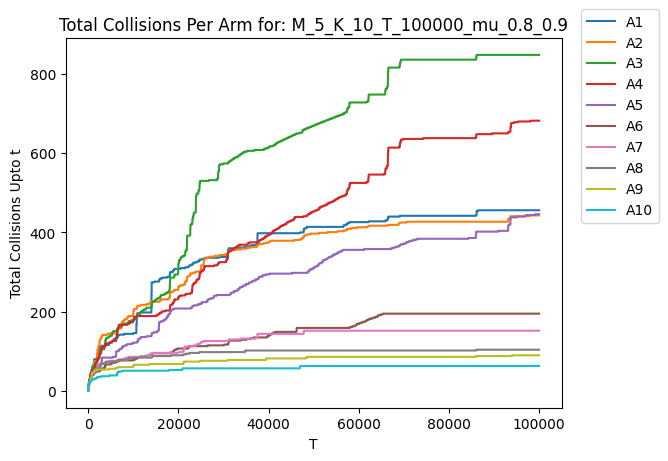 Total Collisions Per Arm for: M_5_K_10_T_100000_mu_0.8_0.9
Total Collisions Upto t
800
600
400
200
0
0 20000 40000 60000 80000 100000
T
A1
A2
A3
A4
A5
A6
A7
A8
A9
A10